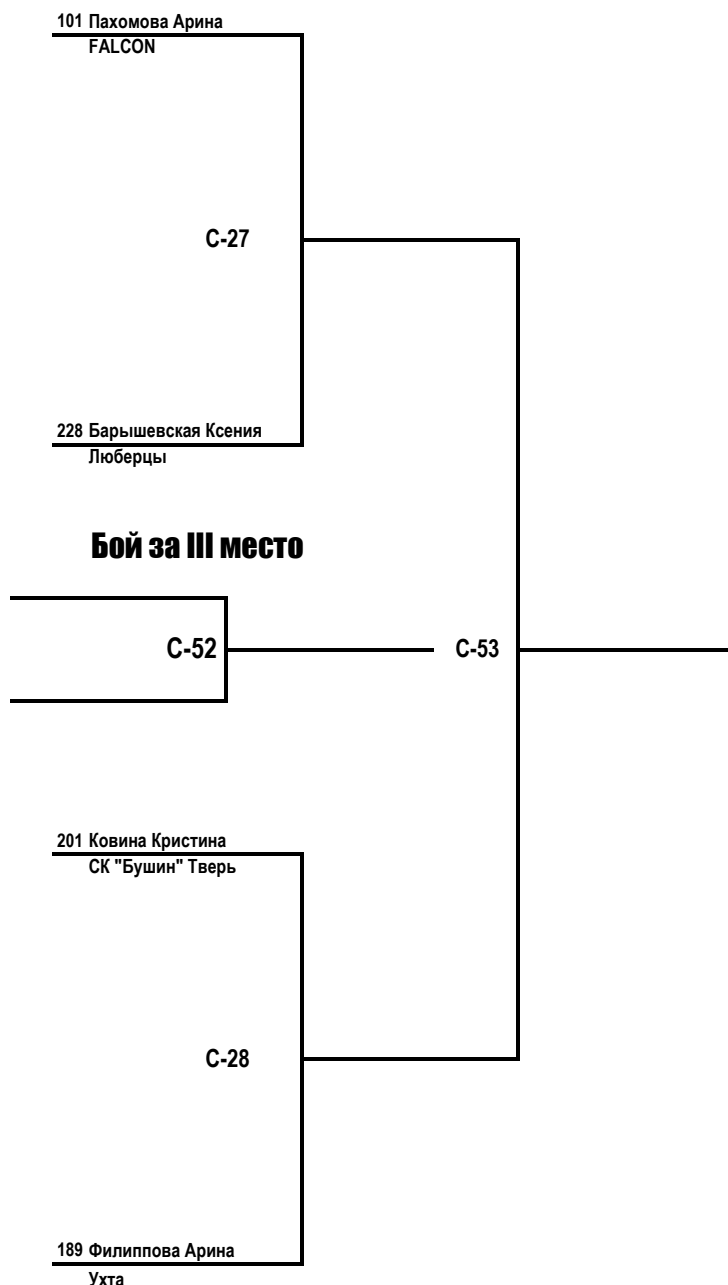 101 Пахомова Арина
FALCON
С-27
228 Барышевская Ксения
Люберцы
Бой за III место
С-52
С-53
201 Ковина Кристина
СК "Бушин" Тверь
С-28
189 Филиппова Арина
Ухта